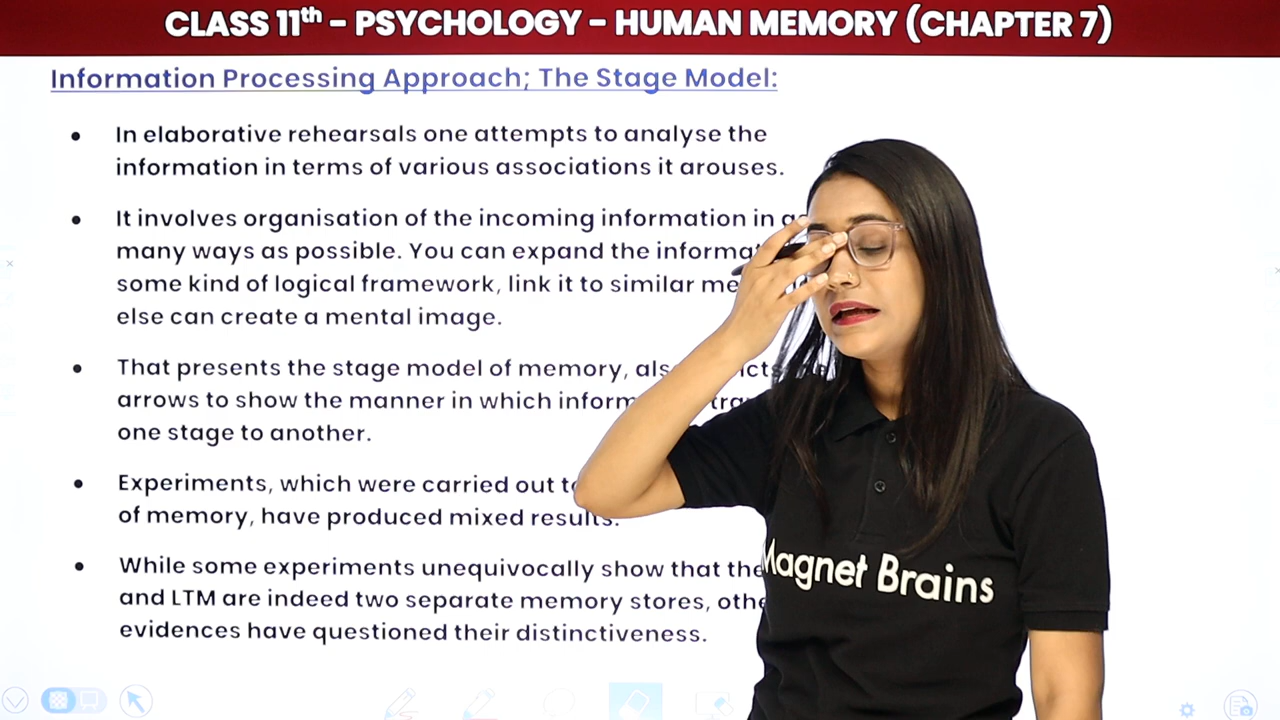 CLASS 11th - PSYCHOLOGY - HUMAN MEMORY (CHAPTER 7)
Information Processing Approach; The Stage Model:
• In elaborative rehearsals one attempts to analyse the
information in terms of various associations it arouses.
• It involves organisation of the incoming information in
many ways as possible. You can expand the
some kind of logical framework, link it to similar
else can create a mental image.
• That presents the stage model of memory,
arrows to show the manner in which
one stage to another.
• Experiments, which were carried out
of memory, have produced mixed results.
• While some experiments unequivocally show that the
and LTM are indeed two separate memory stores,
evidences have questioned their distinctiveness.
Magnet Brains